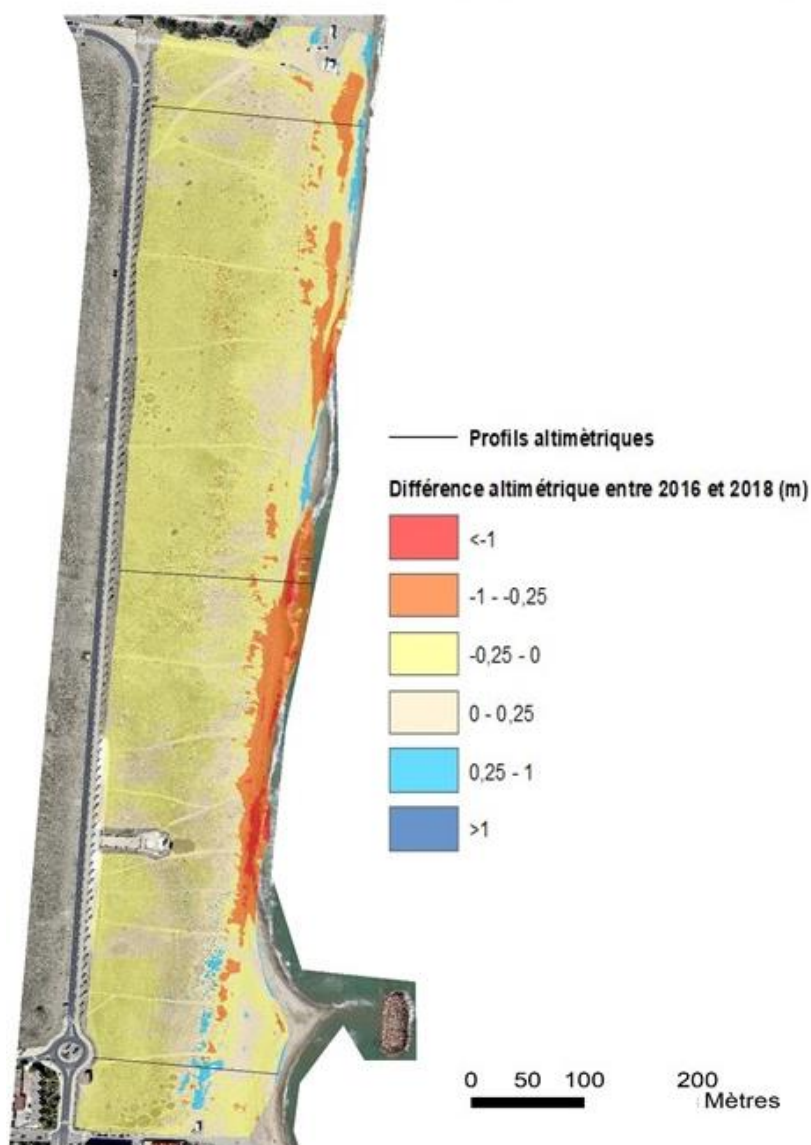 Profils altimètriques
Différence altimétrique entre 2016 et 2018 (m)
<-1
-1 - -0,25
-0,25 - 0
0 - 0,25
0,25 - 1
>1
0 50 100 200
Mètres